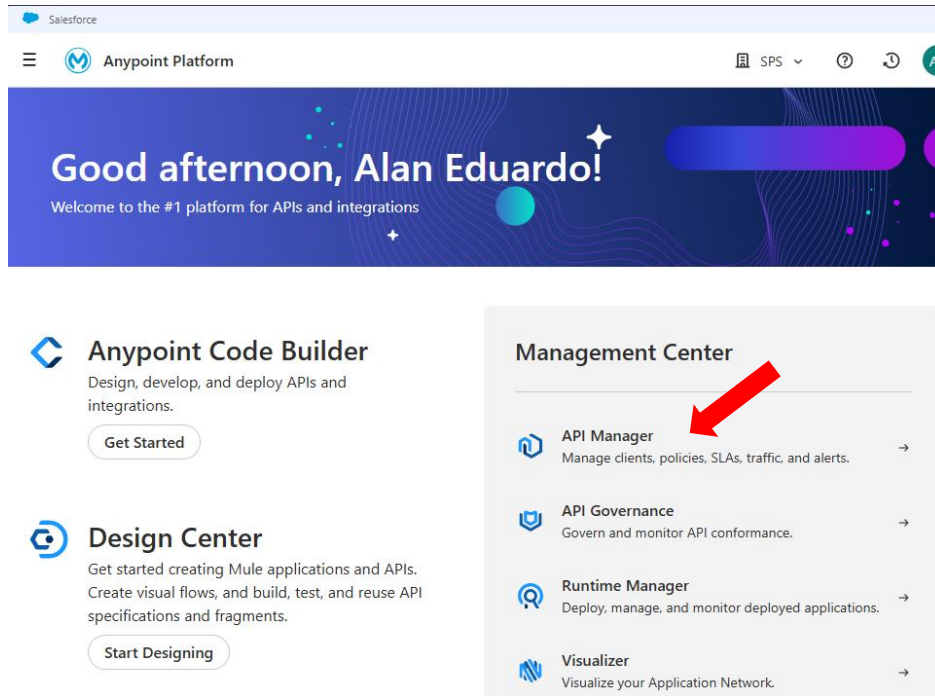 Salesforce
Anypoint Platform
SPS
Good afternoon, Alan Eduardo!
Welcome to the #1 platform for APIs and integrations
Anypoint Code Builder
Design, develop, and deploy APIs and
integrations.
Get Started
Design Center
Get started creating Mule applications and APIs.
Create visual flows, and build, test, and reuse API
specifications and fragments.
Start Designing
Management Center
API Manager
Manage clients, policies, SLAs, traffic, and alerts.
API Governance
Govern and monitor API conformance.
Runtime Manager
Deploy, manage, and monitor deployed applications.
Visualizer
Visualize your Application Network.